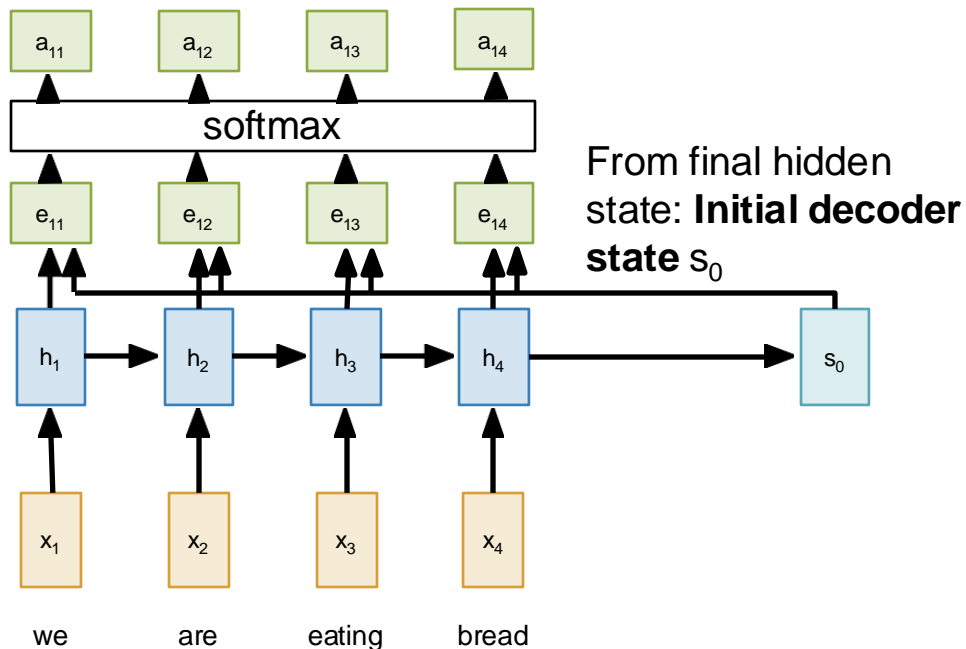 a₁₁ a₁₂ a₁₃ a₁₄
softmax
From final hidden
state: Initial decoder
state s₀
e₁₁ e₁₂ e₁₃ e₁₄
h₁ h₂ h₃ h₄ s₀
x₁ x₂ x₃ x₄
we are eating bread